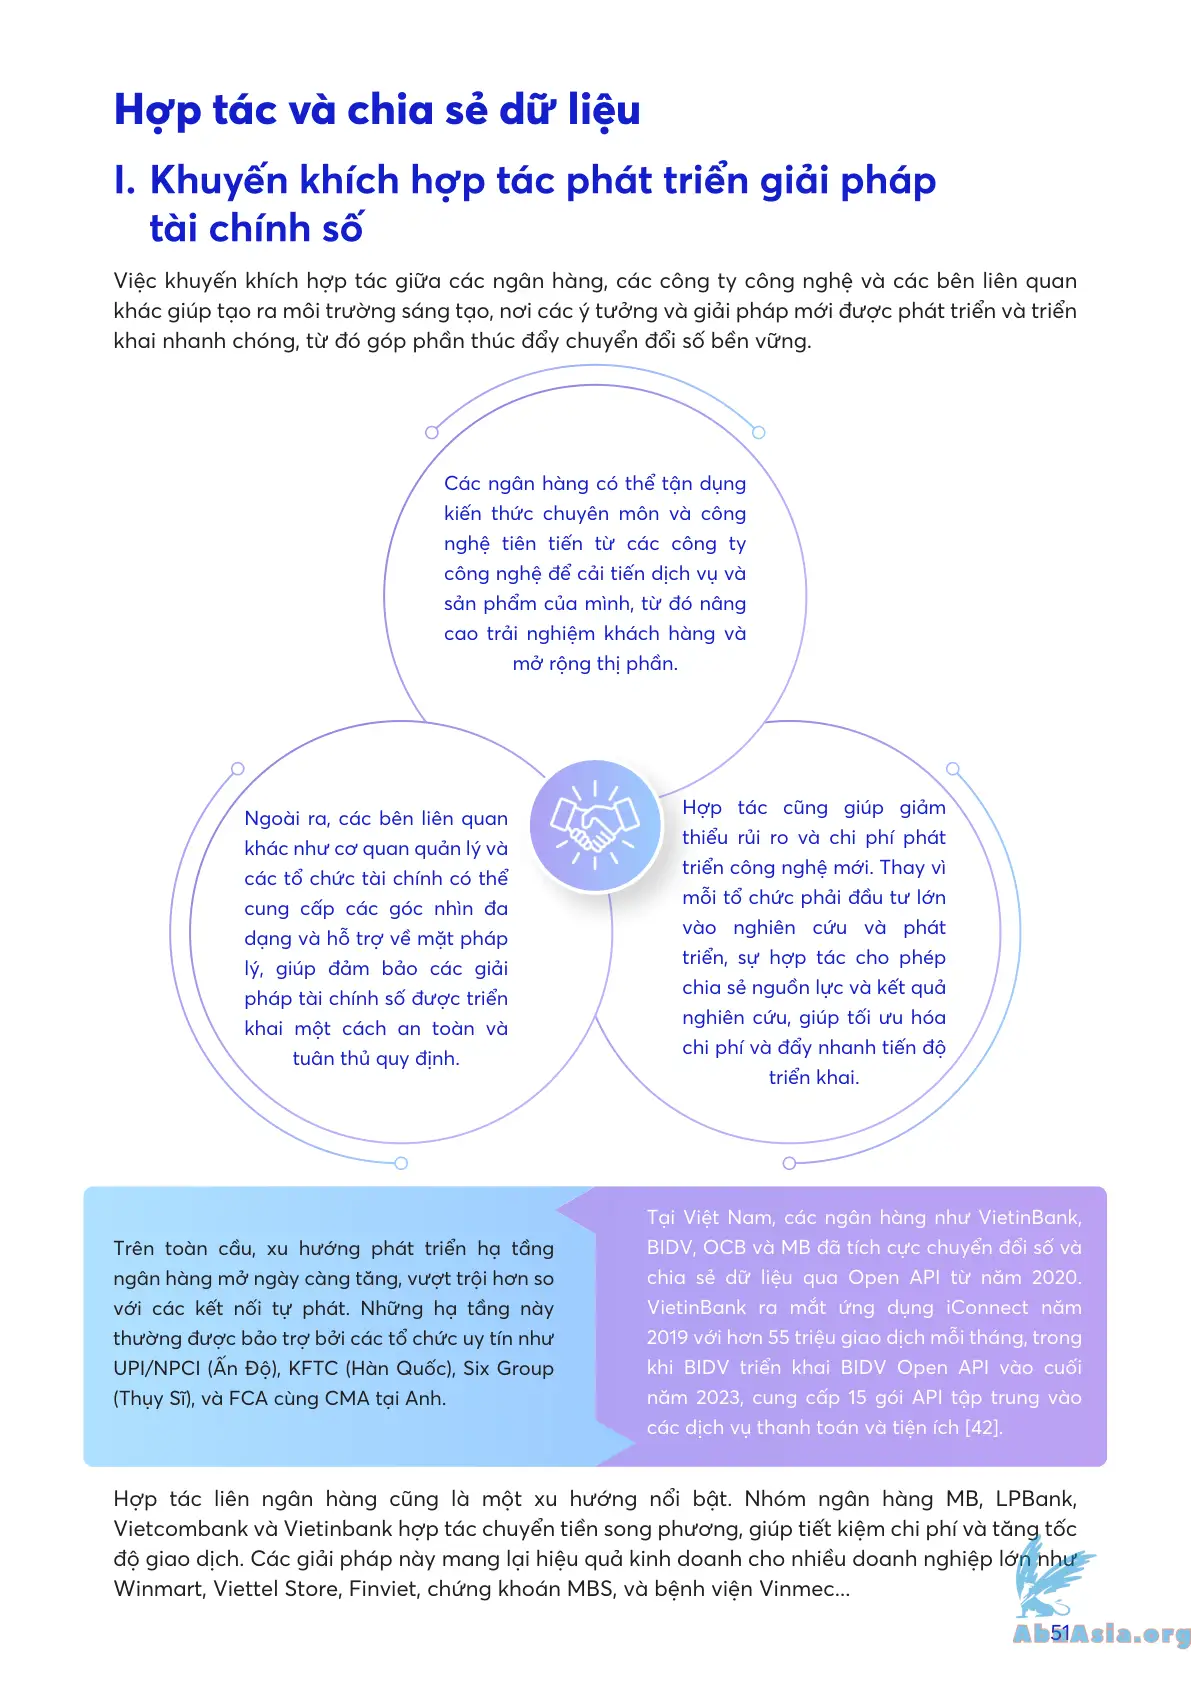 Hợp tác và chia sẻ dữ liệu
I. Khuyến khích hợp tác phát triển giải pháp
tài chính số
Việc khuyến khích hợp tác giữa các ngân hàng, các công ty công nghệ và các bên liên quan
khác giúp tạo ra môi trường sáng tạo, nơi các ý tưởng và giải pháp mới được phát triển và triển
khai nhanh chóng, từ đó góp phần thúc đẩy chuyển đổi số bền vững.
Các ngân hàng có thể tận dụng
kiến thức chuyên môn và công
nghệ tiên tiến từ các công ty
công nghệ để cải tiến dịch vụ và
sản phẩm của mình, từ đó nâng
cao trải nghiệm khách hàng và
mở rộng thị phần.
Ngoài ra, các bên liên quan
khác như cơ quan quản lý và
các tổ chức tài chính có thể
cung cấp các góc nhìn đa
dạng và hỗ trợ về mặt pháp
lý, giúp đảm bảo các giải
pháp tài chính số được triển
khai một cách an toàn và
tuân thủ quy định.
Hợp tác cũng giúp giảm
thiểu rủi ro và chi phí phát
triển công nghệ mới. Thay vì
mỗi tổ chức phải đầu tư lớn
vào nghiên cứu và phát
triển, sự hợp tác cho phép
chia sẻ nguồn lực và kết quả
nghiên cứu, giúp tối ưu hóa
chi phí và đẩy nhanh tiến độ
triển khai.
Trên toàn cầu, xu hướng phát triển hạ tầng
ngân hàng mở ngày càng tăng, vượt trội hơn so
với các kết nối tự phát. Những hạ tầng này
thường được bảo trợ bởi các tổ chức uy tín như
UPI/NPCI (Ấn Độ), KFTC (Hàn Quốc), Six Group
(Thụy Sĩ), và FCA cùng CMA tại Anh.
Tại Việt Nam, các ngân hàng như VietinBank,
BIDV, OCB và MB đã tích cực chuyển đổi số và
chia sẻ dữ liệu qua Open API từ năm 2020.
VietinBank ra mắt ứng dụng iConnect năm
2019 với hơn 55 triệu giao dịch mỗi tháng, trong
khi BIDV triển khai BIDV Open API vào cuối
năm 2023, cung cấp 15 gói API tập trung vào
các dịch vụ thanh toán và tiện ích [42].
Hợp tác liên ngân hàng cũng là một xu hướng nổi bật. Nhóm ngân hàng MB, LPBank,
Vietcombank và Vietinbank hợp tác chuyển tiền song phương, giúp tiết kiệm chi phí và tăng tốc
độ giao dịch. Các giải pháp này mang lại hiệu quả kinh doanh cho nhiều doanh nghiệp lớn như
Winmart, Viettel Store, Finviet, chứng khoán MBS, và bệnh viện Vinmec...
51